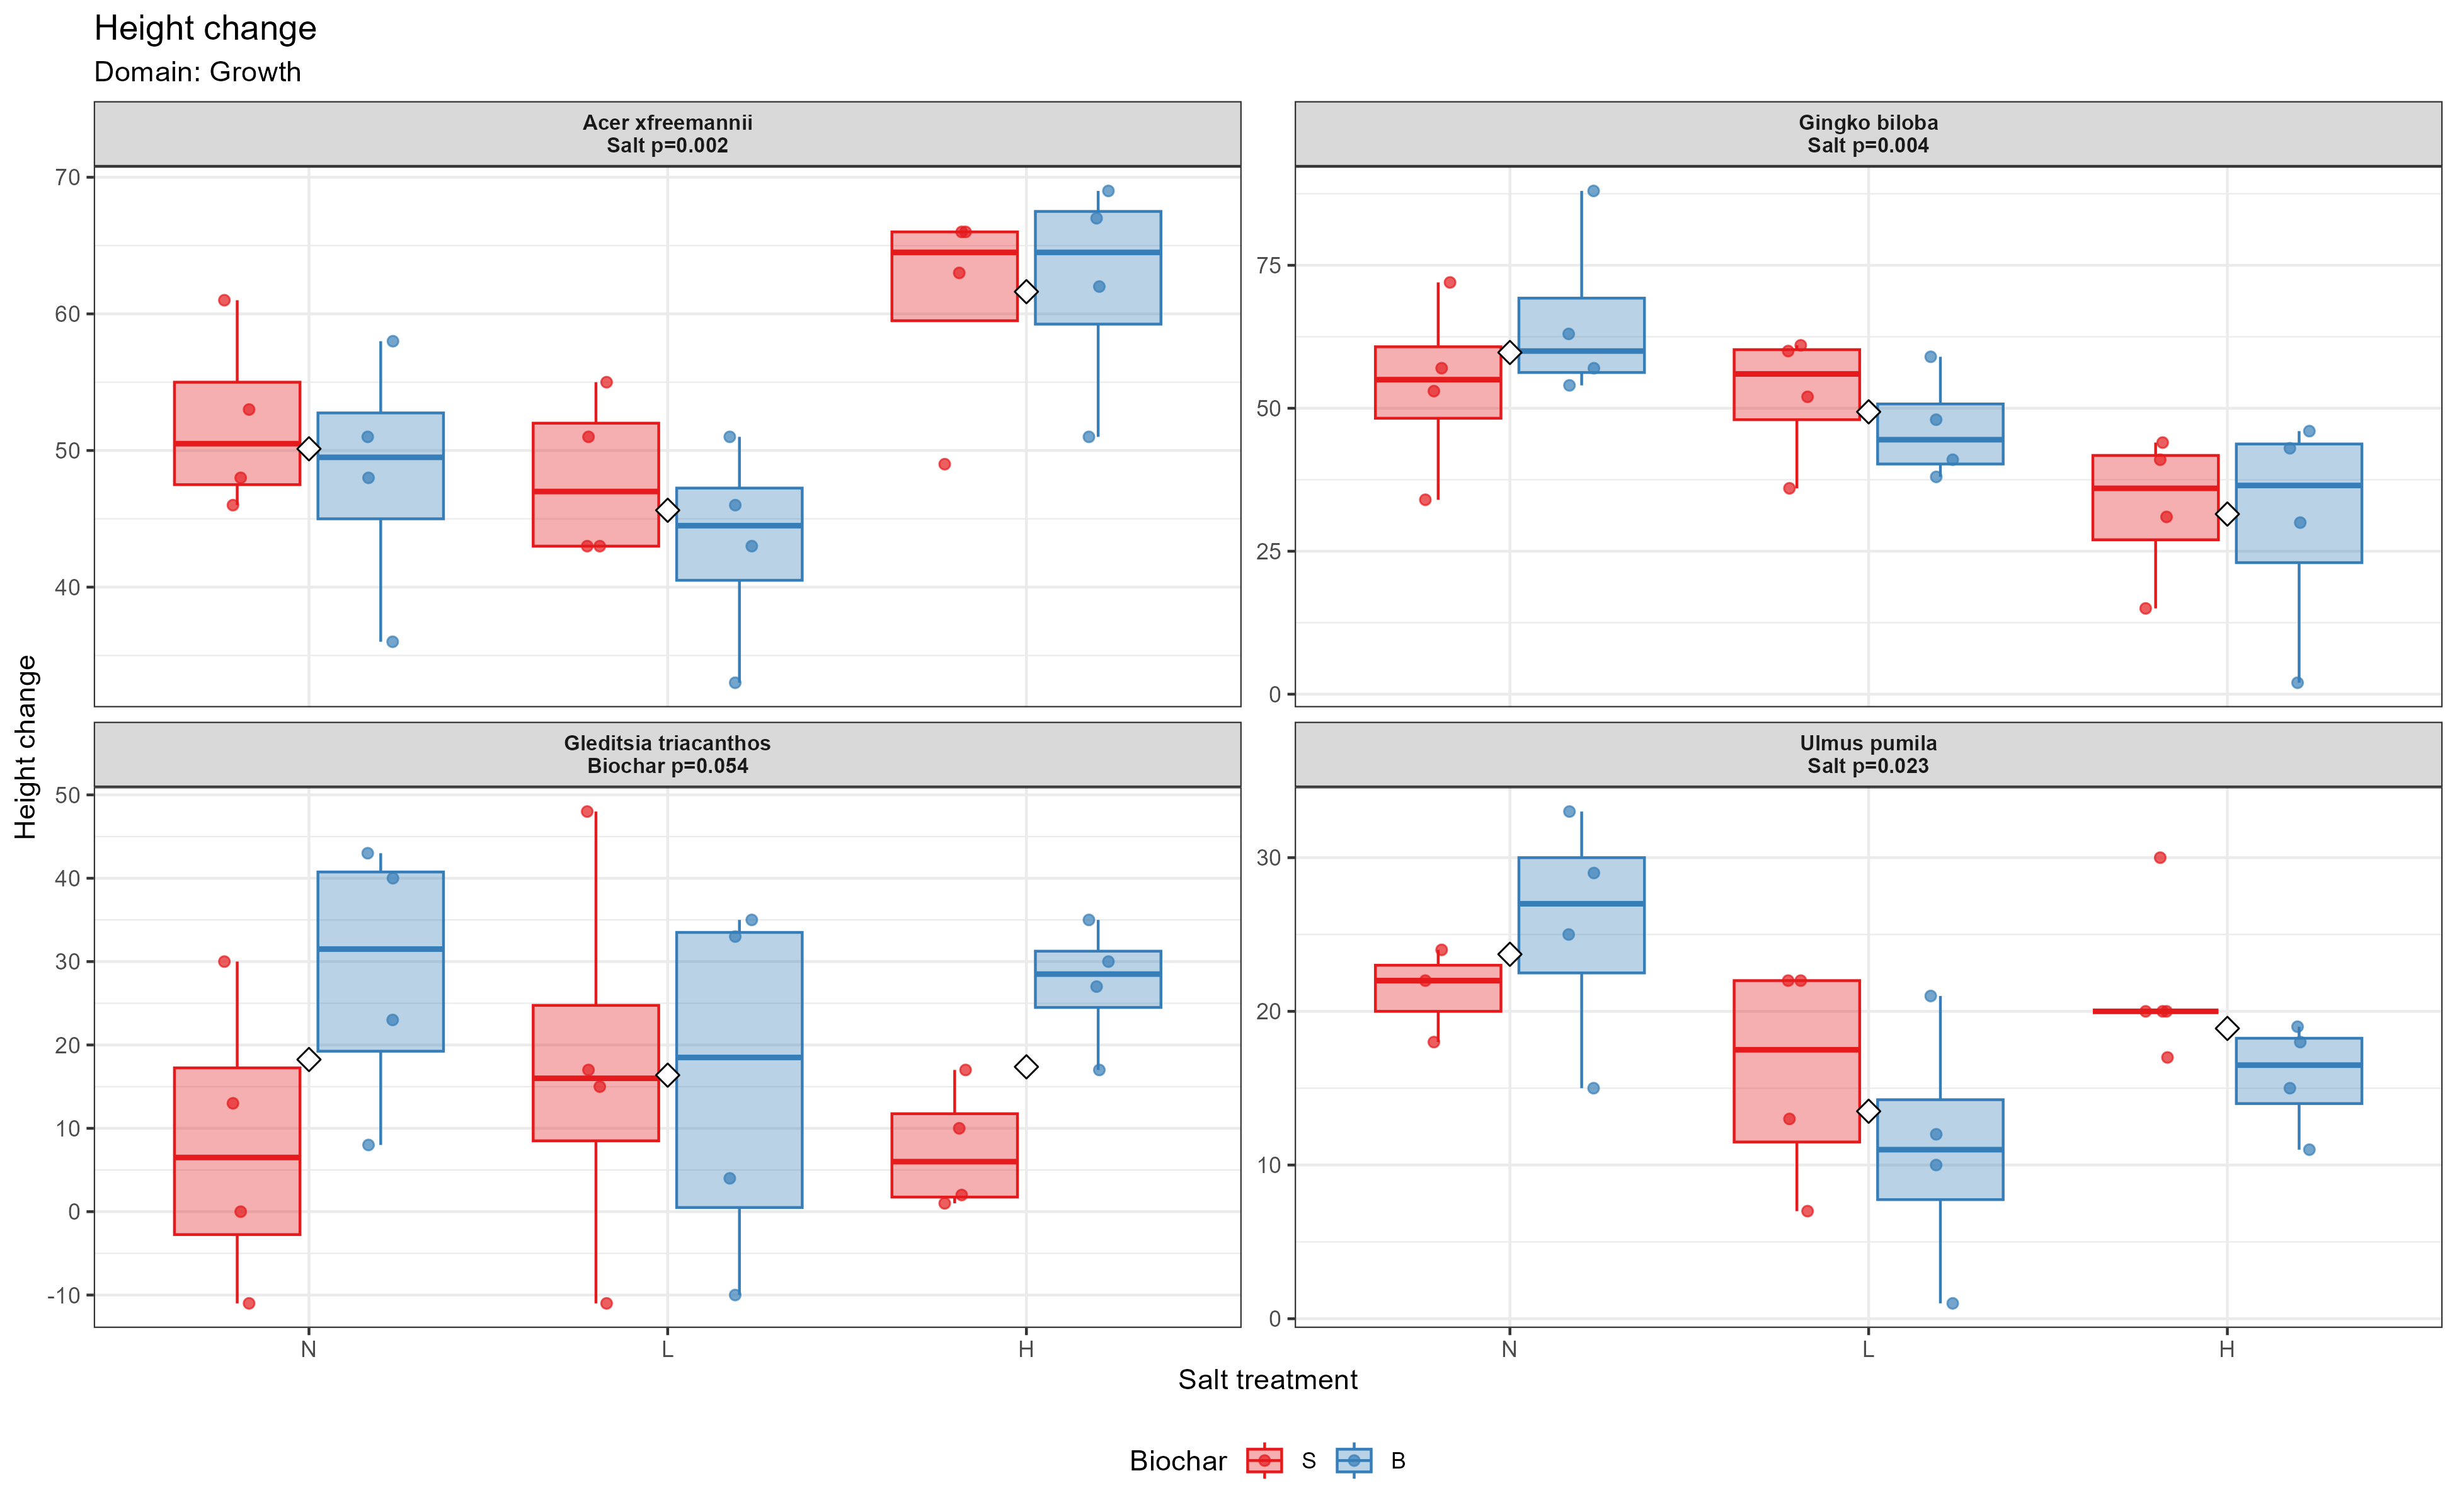 Height change
Domain: Growth
Acer xfreemannii
Salt p=0.002
Gingko biloba
Salt p=0.004
70
60
50
40
75
50
25
0
Height change
Gleditsia triacanthos
Biochar p=0.054
Ulmus pumila
Salt p=0.023
50
40
30
20
10
0
-10
30
20
10
0
N L H
N L H
Salt treatment
Biochar S B